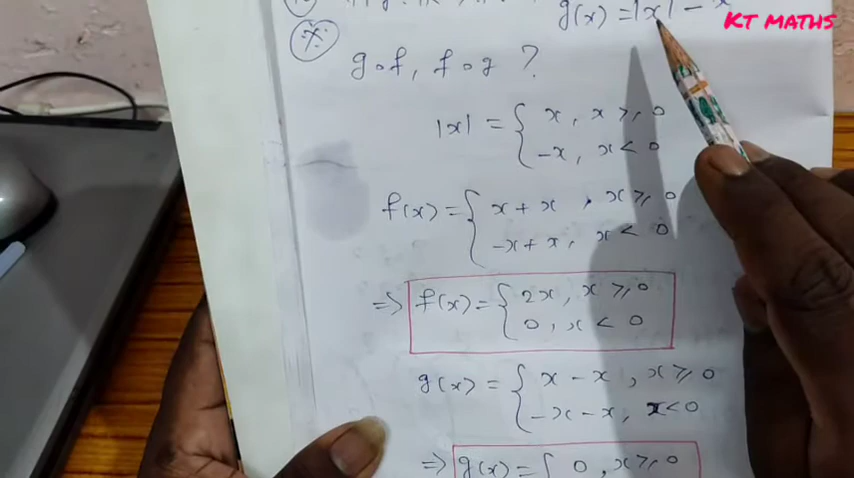 g(x) = |x| - x
KT MATHS
g∘f, f∘g ?
|x| = { x, x ≥ 0
-x, x < 0
f(x) = { x + x, x ≥ 0
-x + x, x < 0
=> f(x) = { 2x, x ≥ 0
0, x < 0
g(x) = { x - x, x ≥ 0
-x - x, x < 0
=> g(x) = { 0, x ≥ 0